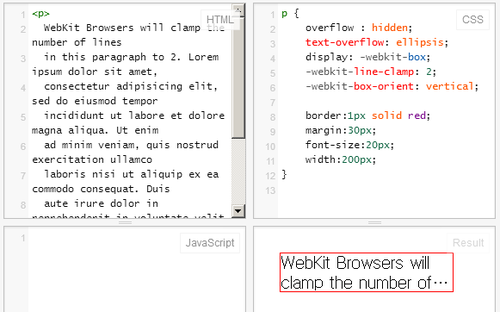 HTML
1 <p>
2 WebKit Browsers will clamp the
number of lines
3 in this paragraph to 2. Lorem
ipsum dolor sit amet,
4 consectetur adipisicing elit,
sed do eiusmod tempor
5 incididunt ut labore et dolore
magna aliqua. Ut enim
6 ad minim veniam, quis nostrud
exercitation ullamco
7 laboris nisi ut aliquip ex ea
commodo consequat. Duis
8 aute irure dolor in
reprehenderit in voluptate velit
CSS
1 p {
2 overflow : hidden;
3 text-overflow: ellipsis;
4 display: -webkit-box;
5 -webkit-line-clamp: 2;
6 -webkit-box-orient: vertical;
7
8 border:1px solid red;
9 margin:30px;
10 font-size:20px;
11 width:200px;
12 }
13
JavaScript
1
Result
WebKit Browsers will
clamp the number of…